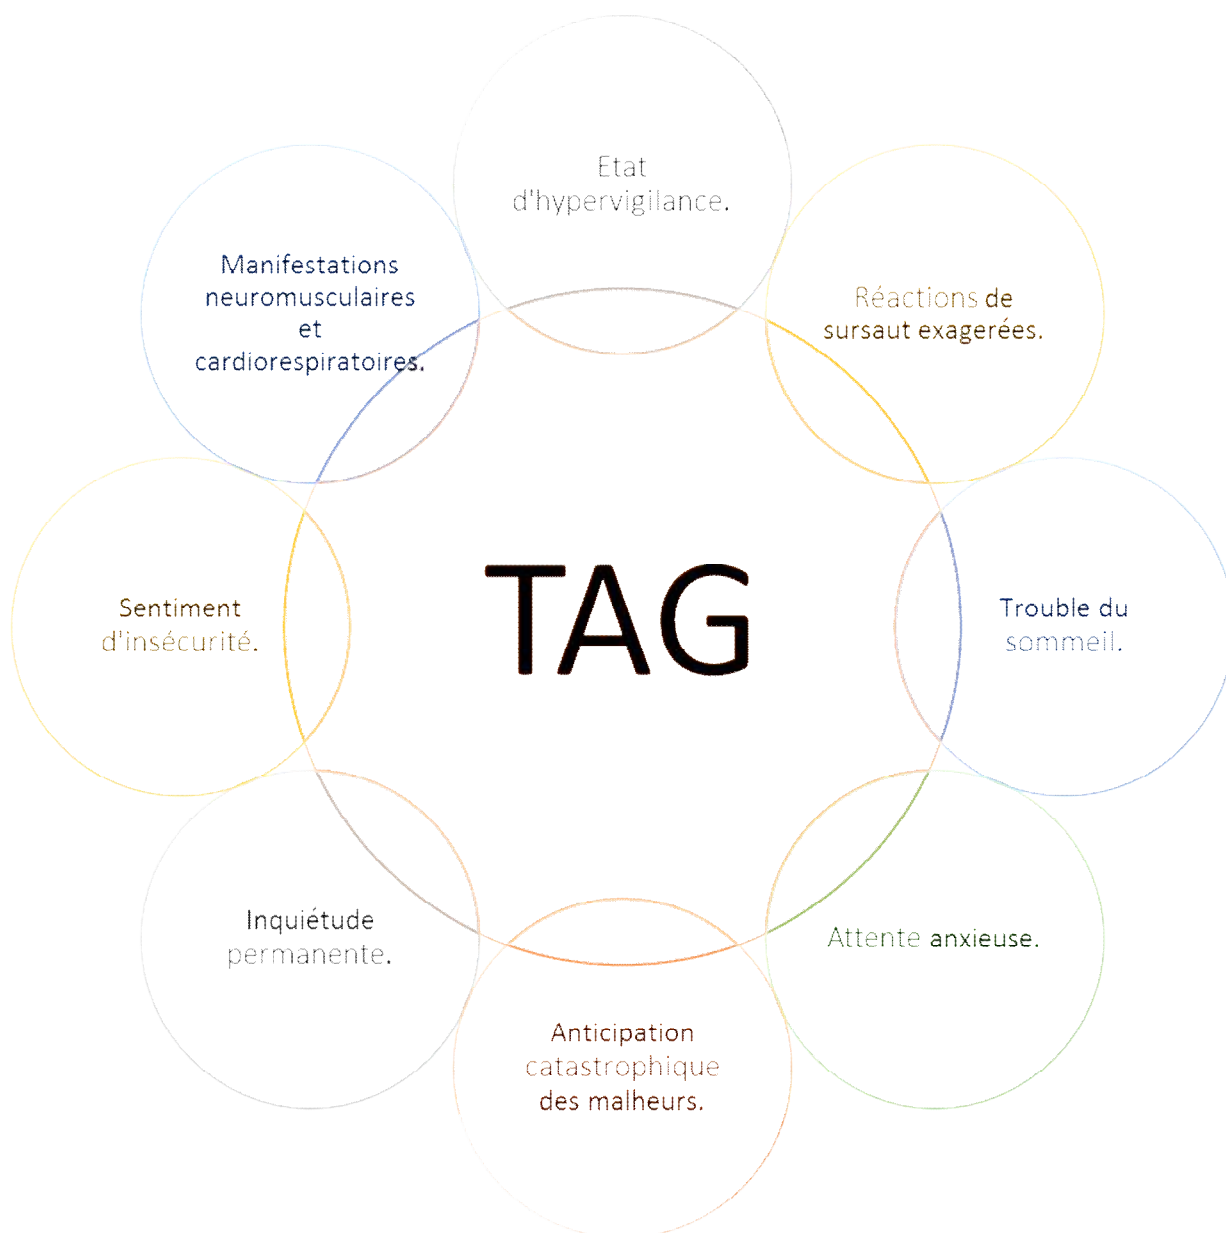 Etat
d'hypervigilance.
Réactions de
sursaut exagerées.
Trouble du
sommeil.
Attente anxieuse.
Anticipation
catastrophique
des malheurs.
Inquiétude
permanente.
Sentiment
d'insécurité.
Manifestations
neuromusculaires
et
cardiorespiratoires.
TAG